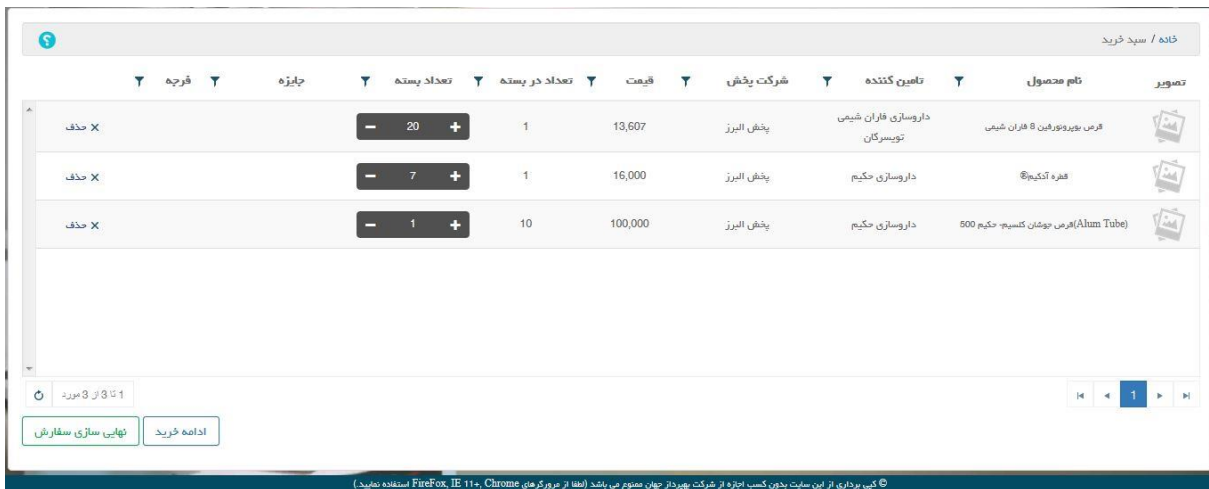 خانه / سبد خرید
?
تصویر نام محصول تامین کننده شرکت پخش قیمت تعداد در بسته تعداد بسته جایزه فرجه
قرص بوپرونورفین 8 فاران شیمی داروسازی فاران شیمی تویسرکان پخش البرز 13,607 1 + 20 − × حذف
قطره آدکیم® داروسازی حکیم پخش البرز 16,000 1 + 7 − × حذف
(Alum Tube)قرص جوشان کلسیم- حکیم 500 داروسازی حکیم پخش البرز 100,000 10 + 1 − × حذف
1
1 تا 3 از 3 مورد
ادامه خرید
نهایی سازی سفارش
© کپی برداری از این سایت بدون کسب اجازه از شرکت بهپرداز جهان ممنوع می باشد (لطفا از مرورگرهای FireFox, IE 11+, Chrome استفاده نمایید.)